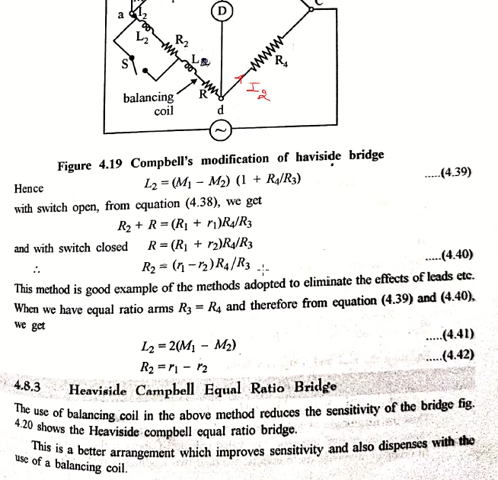 a I2
D
C
L2
R2
S
R4
I2
balancing R
coil d
Figure 4.19 Compbell's modification of haviside bridge
Hence L2 = (M1 − M2) (1 + R4/R3) .....(4.39)
with switch open, from equation (4.38), we get
R2 + R = (R1 + r1)R4/R3
and with switch closed R = (R1 + r2)R4/R3
∴ R2 = (r1 − r2)R4/R3 .....(4.40)
This method is good example of the methods adopted to eliminate the effects of leads etc.
When we have equal ratio arms R3 = R4 and therefore from equation (4.39) and (4.40),
we get
L2 = 2(M1 − M2) .....(4.41)
R2 = r1 − r2 .....(4.42)
4.8.3 Heaviside Campbell Equal Ratio Bridge
The use of balancing coil in the above method reduces the sensitivity of the bridge fig.
4.20 shows the Heaviside compbell equal ratio bridge.
This is a better arrangement which improves sensitivity and also dispenses with the
use of a balancing coil.